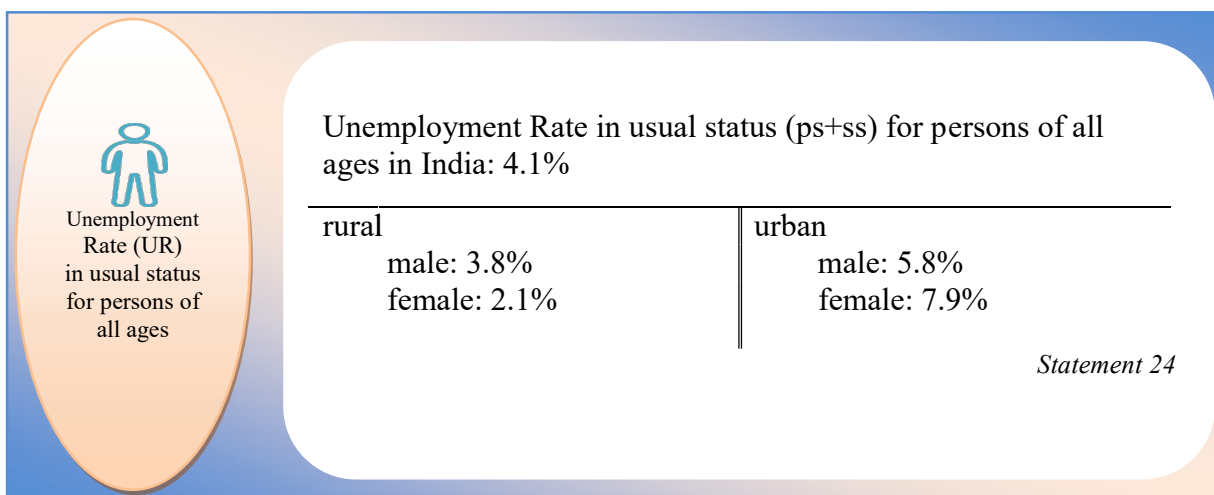 Unemployment
Rate (UR)
in usual status
for persons of
all ages
Unemployment Rate in usual status (ps+ss) for persons of all
ages in India: 4.1%
rural
male: 3.8%
female: 2.1%
urban
male: 5.8%
female: 7.9%
Statement 24